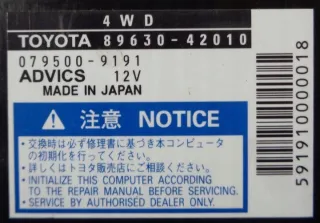 4WD
TOYOTA 89630-42010
079500-9191
ADVICS 12V
MADE IN JAPAN
591910000018
⚠ 注意 NOTICE
・交換時は必ず修理書に基づき本コンピュータ
の初期化を行ってください。
・詳しくはトヨタ販売店にご相談ください。
・INITIALIZE THIS COMPUTER ACCORDING
TO THE REPAIR MANUAL BEFORE SERVICING.
・SERVICE BY AUTHORISED DEALER ONLY.